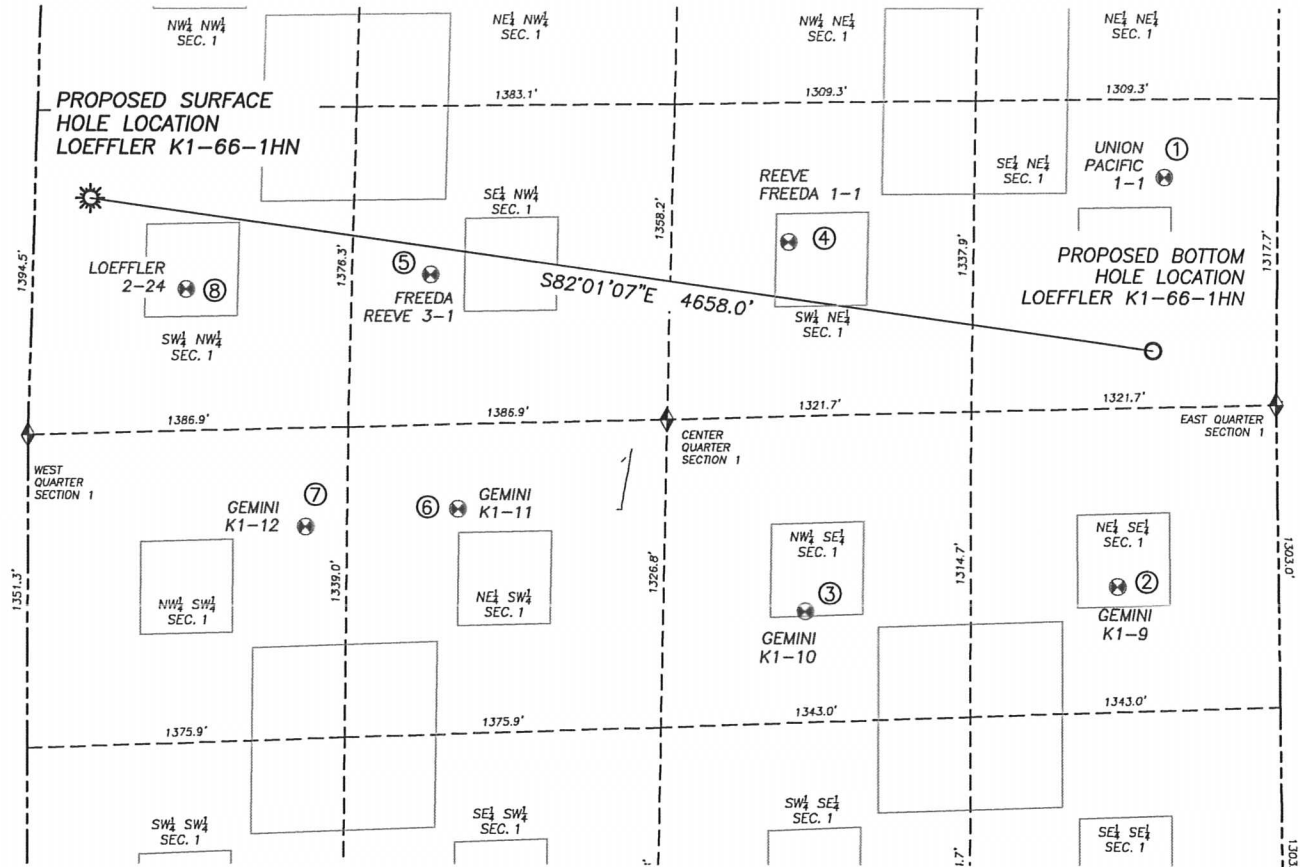 NW¼ NW¼
SEC. 1
NE¼ NW¼
SEC. 1
NW¼ NE¼
SEC. 1
NE¼ NE¼
SEC. 1
1383.1'
1309.3'
1309.3'
PROPOSED SURFACE
HOLE LOCATION
LOEFFLER K1-66-1HN
UNION
PACIFIC
1-1
①
SE¼ NE¼
SEC. 1
REEVE
FREEDA 1-1
④
SE¼ NW¼
SEC. 1
1394.5'
1376.3'
1358.2'
1337.9'
1317.7'
LOEFFLER
2-24
⑧
⑤
FREEDA
REEVE 3-1
S82°01'07"E 4658.0'
PROPOSED BOTTOM
HOLE LOCATION
LOEFFLER K1-66-1HN
SW¼ NW¼
SEC. 1
SW¼ NE¼
SEC. 1
1386.9'
1386.9'
1321.7'
1321.7'
WEST
QUARTER
SECTION 1
CENTER
QUARTER
SECTION 1
EAST QUARTER
SECTION 1
GEMINI
K1-12
⑦
⑥
GEMINI
K1-11
NW¼ SE¼
SEC. 1
NE¼ SE¼
SEC. 1
1351.3'
1339.0'
1326.8'
1314.7'
1303.0'
NW¼ SW¼
SEC. 1
NE¼ SW¼
SEC. 1
③
GEMINI
K1-10
②
GEMINI
K1-9
1375.9'
1375.9'
1343.0'
1343.0'
SW¼ SW¼
SEC. 1
SE¼ SW¼
SEC. 1
SW¼ SE¼
SEC. 1
SE¼ SE¼
SEC. 1